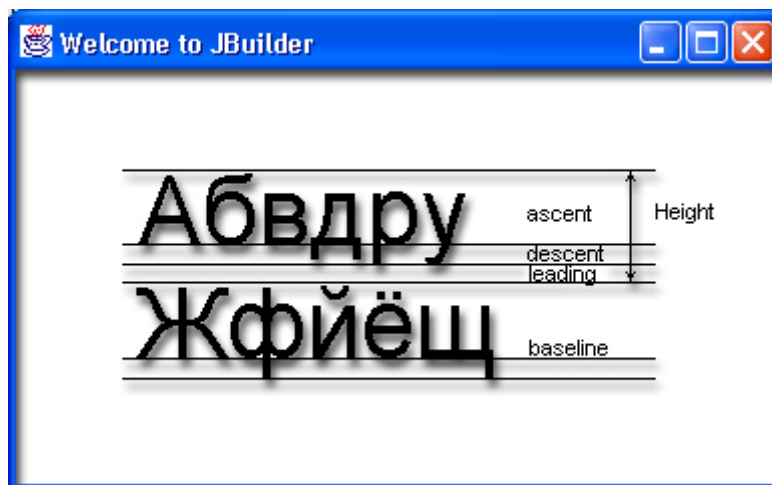 Welcome to JBuilder
Абвдру
ascent
Height
descent
leading
Жфйёщ
baseline